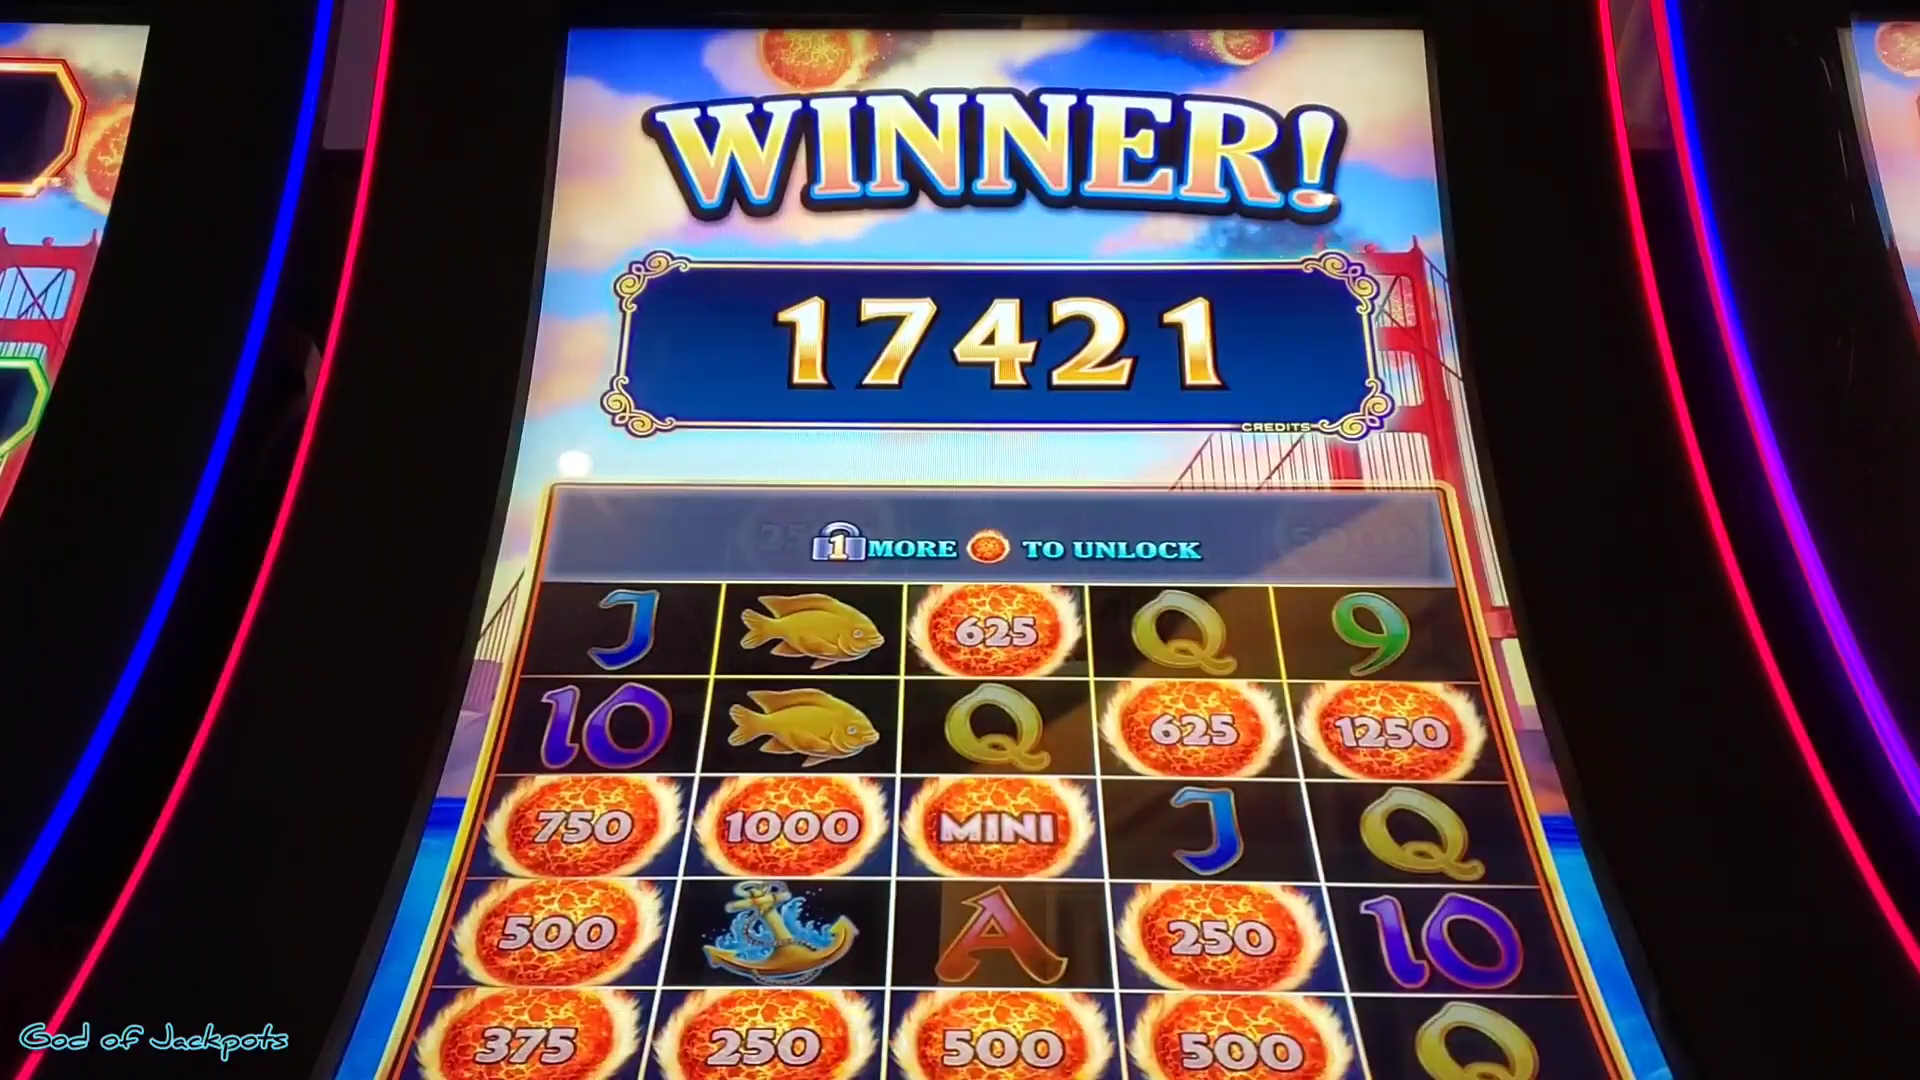 WINNER!
17421
CREDITS
1 MORE TO UNLOCK
J 625 Q 9
10 Q 625 1250
750 1000 MINI J Q
500 A 250 10
375 250 500 500 Q
God of Jackpots